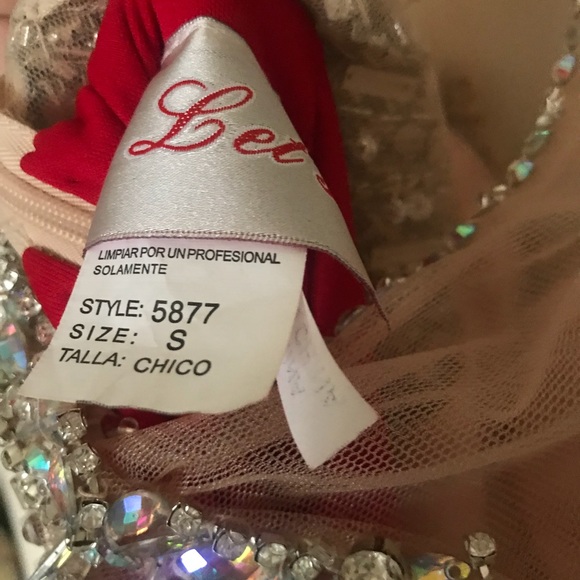 Let's
LIMPIAR POR UN PROFESIONAL
SOLAMENTE
STYLE: 5877
SIZE: S
TALLA: CHICO